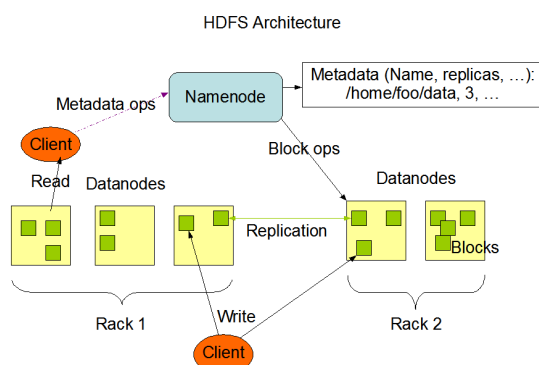 HDFS Architecture
Metadata (Name, replicas, …):
/home/foo/data, 3, …
Namenode
Metadata ops
Client
Block ops
Read
Datanodes
Datanodes
Replication
Blocks
Rack 1
Write
Rack 2
Client